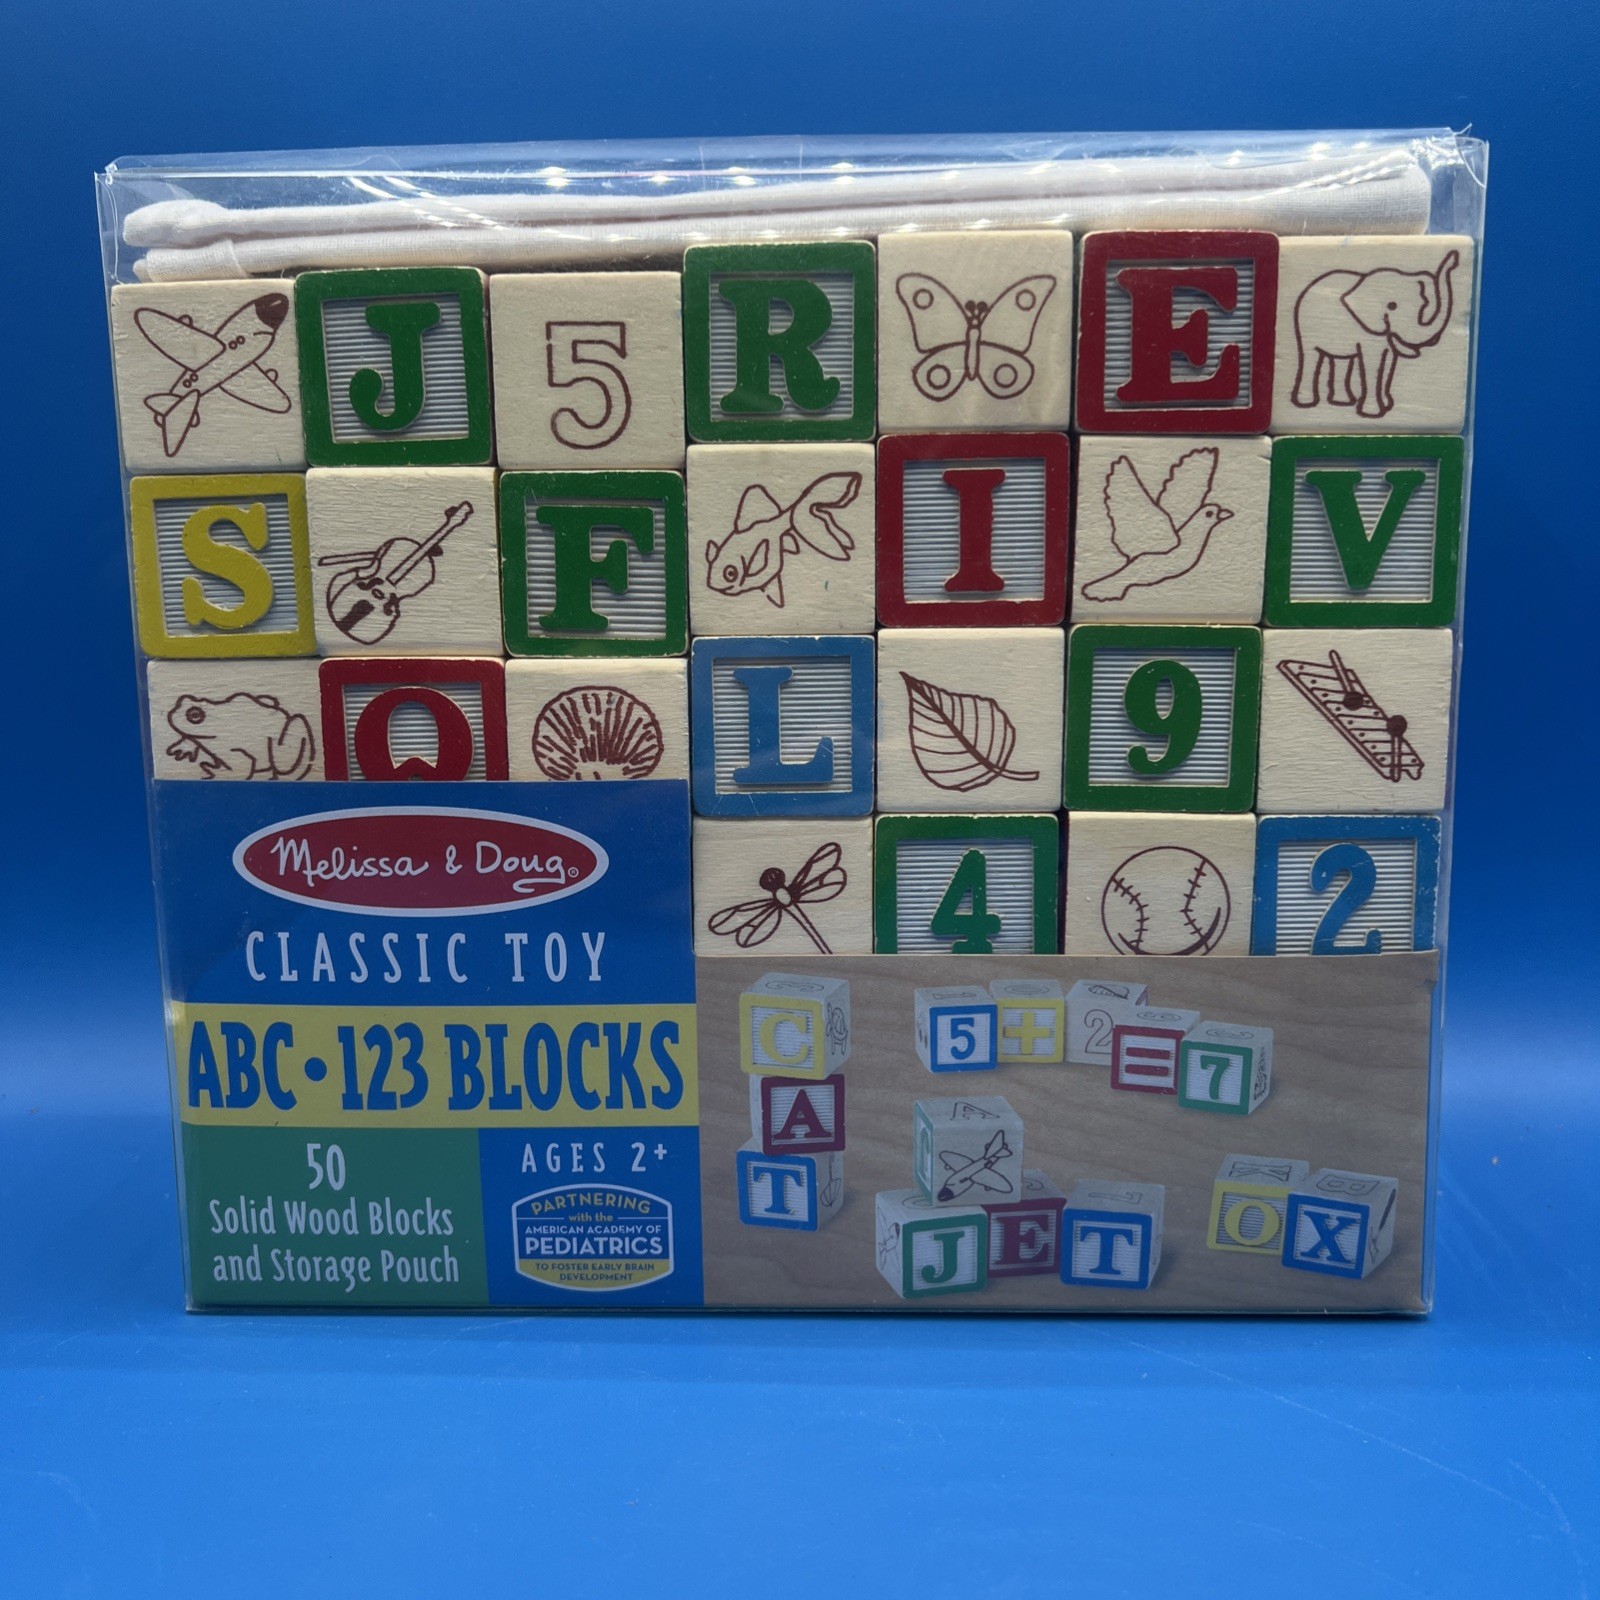 J 5 R E
S F I V
Q L 9
4 2
Melissa & Doug®
CLASSIC TOY
ABC • 123 BLOCKS
50
Solid Wood Blocks
and Storage Pouch
AGES 2+
PARTNERING
with the
AMERICAN ACADEMY OF
PEDIATRICS
TO FOSTER EARLY BRAIN
DEVELOPMENT
C
A
T
5 + 2 = 7
J E T
O X